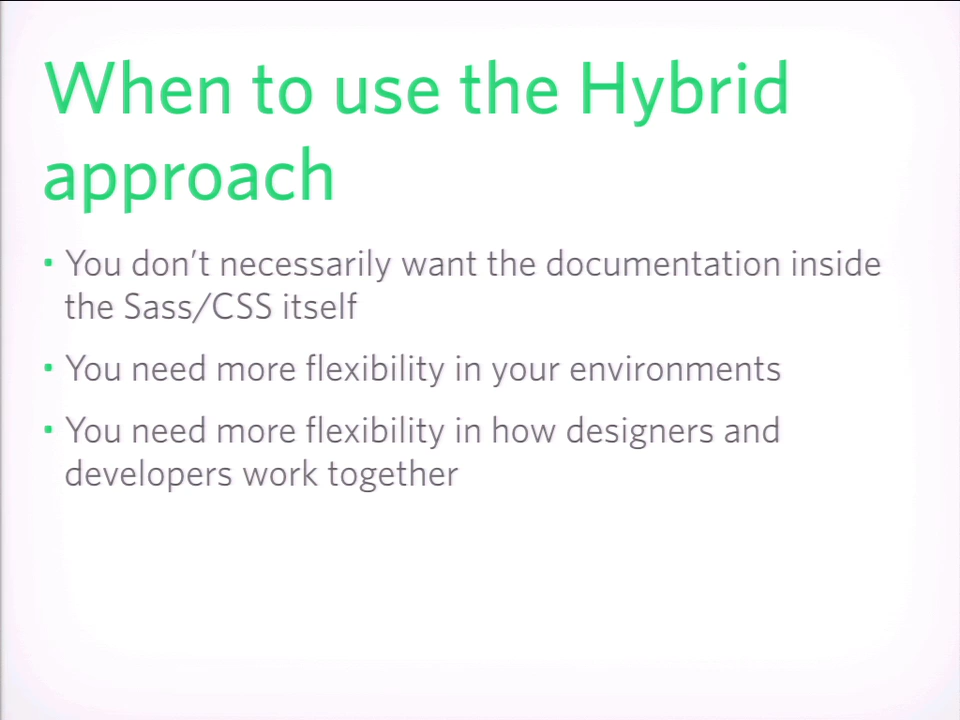 When to use the Hybrid
approach
• You don’t necessarily want the documentation inside
the Sass/CSS itself
• You need more flexibility in your environments
• You need more flexibility in how designers and
developers work together